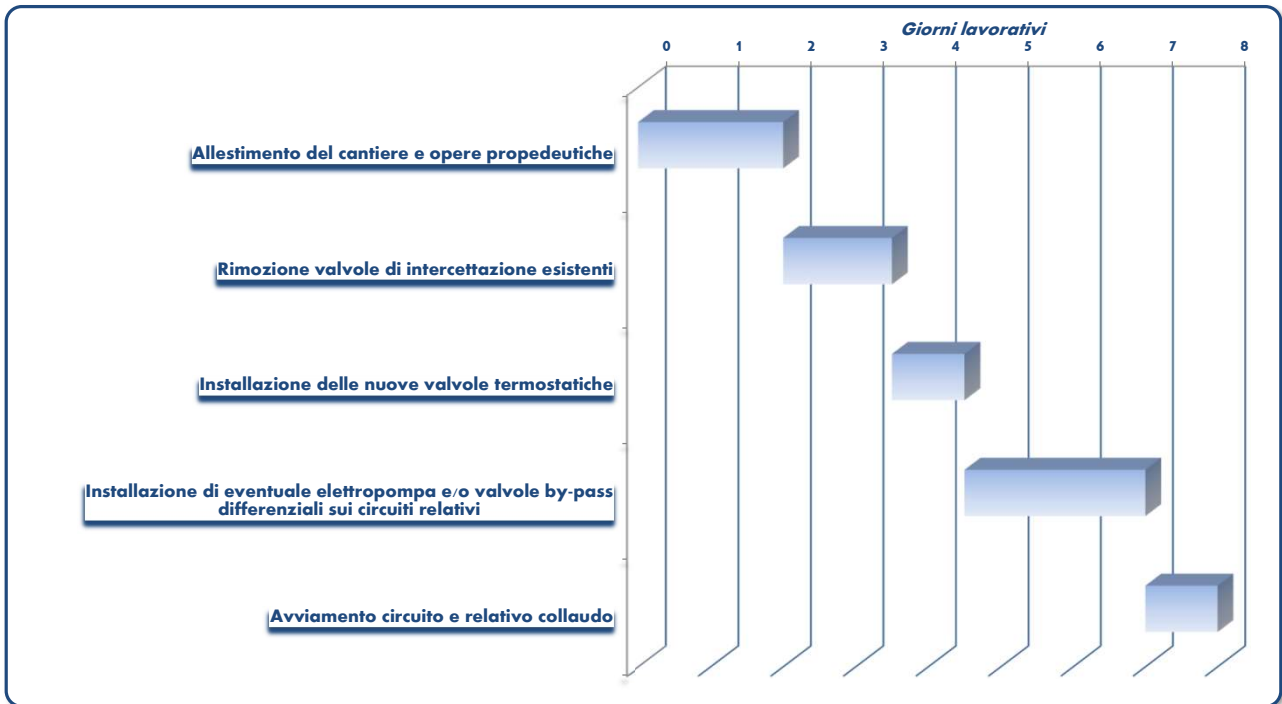 Giorni lavorativi
0 1 2 3 4 5 6 7 8
Allestimento del cantiere e opere propedeutiche
Rimozione valvole di intercettazione esistenti
Installazione delle nuove valvole termostatiche
Installazione di eventuale elettropompa e/o valvole by-pass
differenziali sui circuiti relativi
Avviamento circuito e relativo collaudo